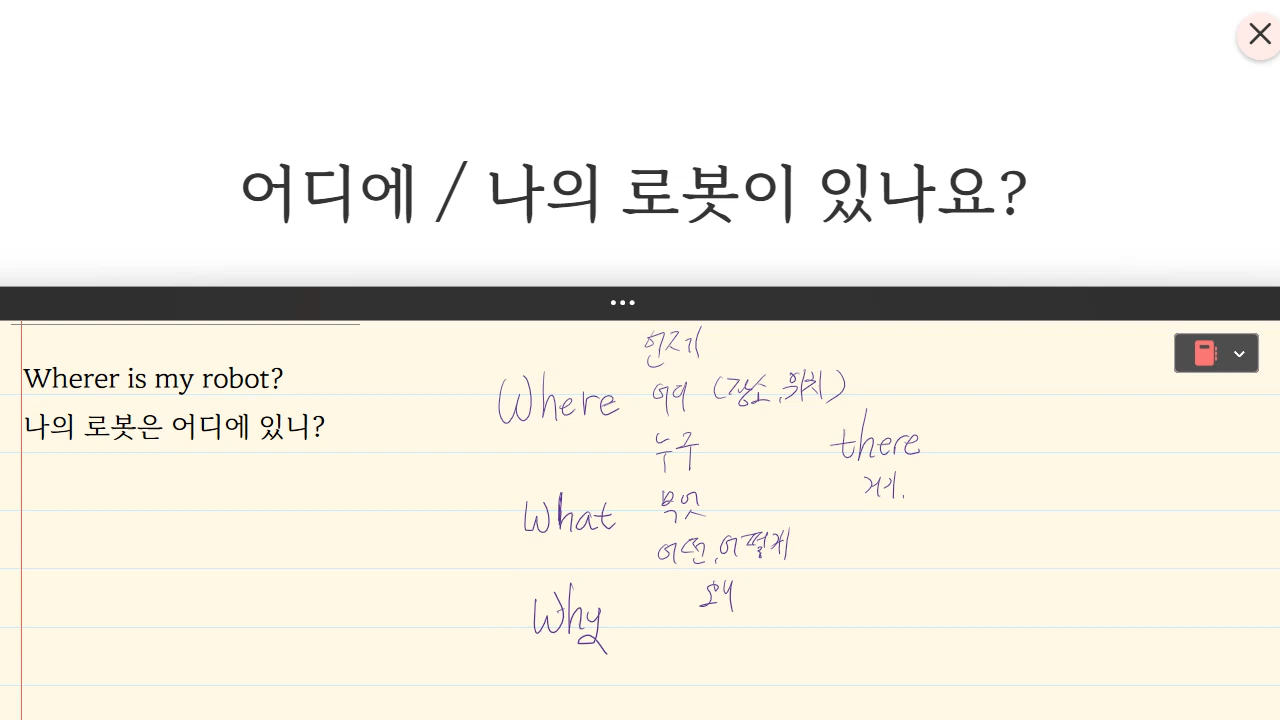 어디에 / 나의 로봇이 있나요?
Wherer is my robot?
나의 로봇은 어디에 있니?
언제
Where 어디 (장소, 위치)
누구
there
거기.
What 무엇
어떤, 어떻게
왜
Why